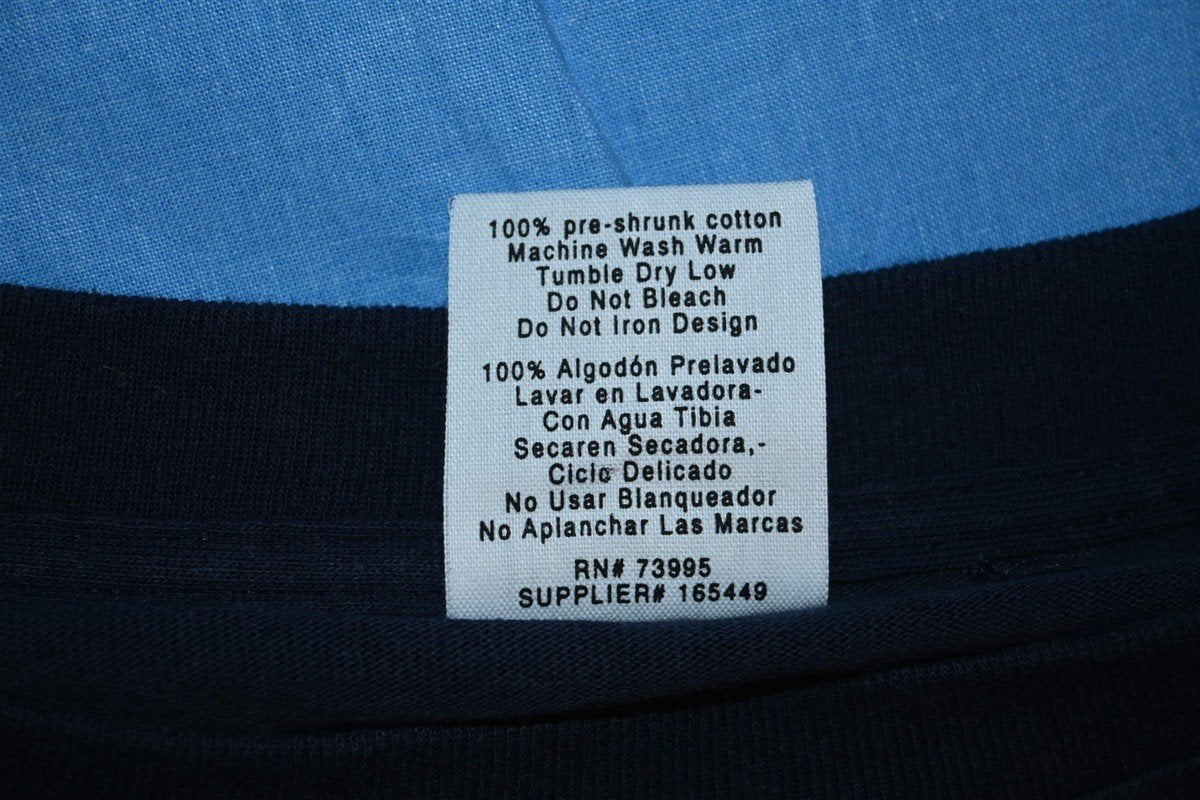 100% pre-shrunk cotton
Machine Wash Warm
Tumble Dry Low
Do Not Bleach
Do Not Iron Design
100% Algodón Prelavado
Lavar en Lavadora-
Con Agua Tibia
Secaren Secadora,-
Ciclo Delicado
No Usar Blanqueador
No Aplanchar Las Marcas
RN# 73995
SUPPLIER# 165449